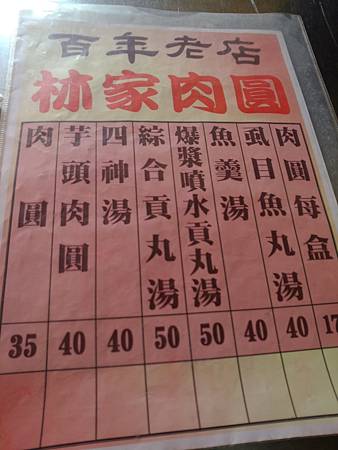 百年老店
林家肉圓
肉圓每盒
虱目魚丸湯
魚羹湯
爆漿噴水貢丸湯
綜合貢丸湯
四神湯
芋頭肉圓
肉圓
35 40 40 50 50 40 40